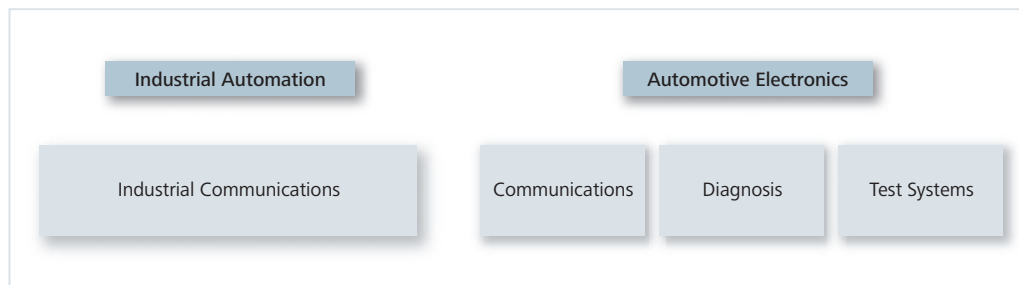 Industrial Automation
Automotive Electronics
Industrial Communications
Communications
Diagnosis
Test Systems